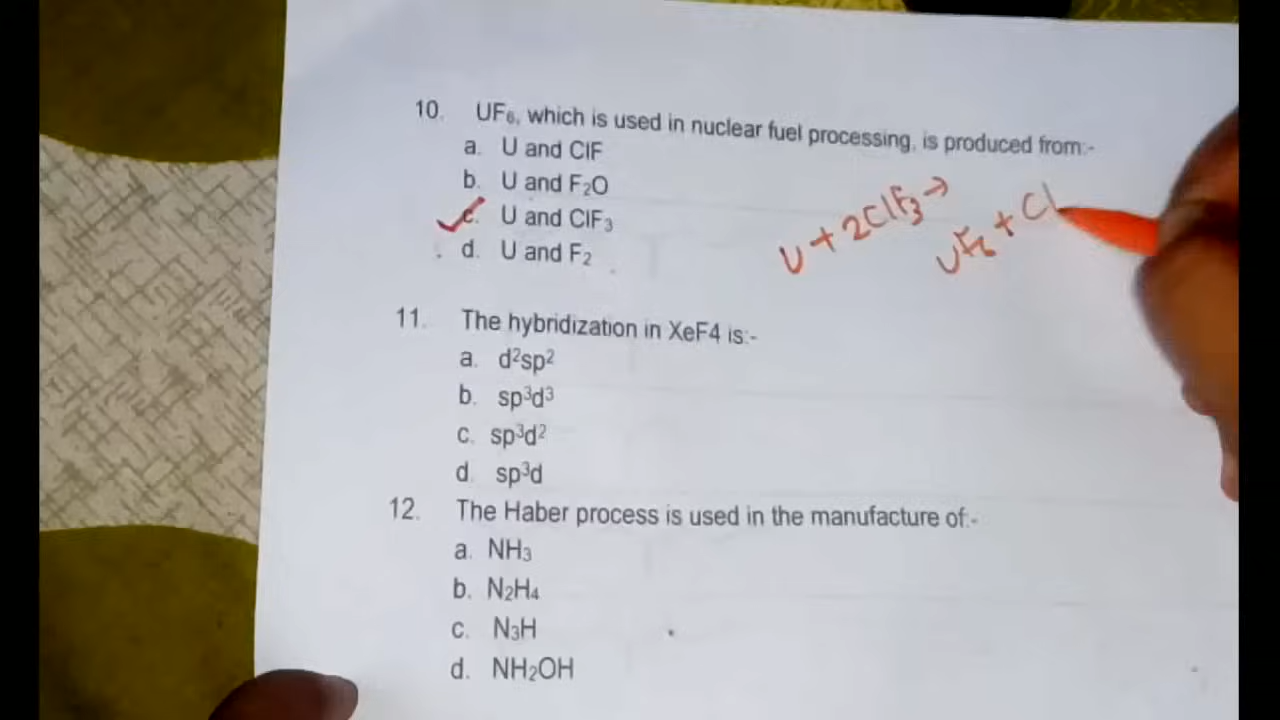 10. UF₆, which is used in nuclear fuel processing, is produced from:-
a. U and ClF
b. U and F₂O
c. U and ClF₃
d. U and F₂
U + 2ClF₃ →
UF₆ + Cl
11. The hybridization in XeF4 is:-
a. d²sp²
b. sp³d³
c. sp³d²
d. sp³d
12. The Haber process is used in the manufacture of:-
a. NH₃
b. N₂H₄
c. N₃H
d. NH₂OH